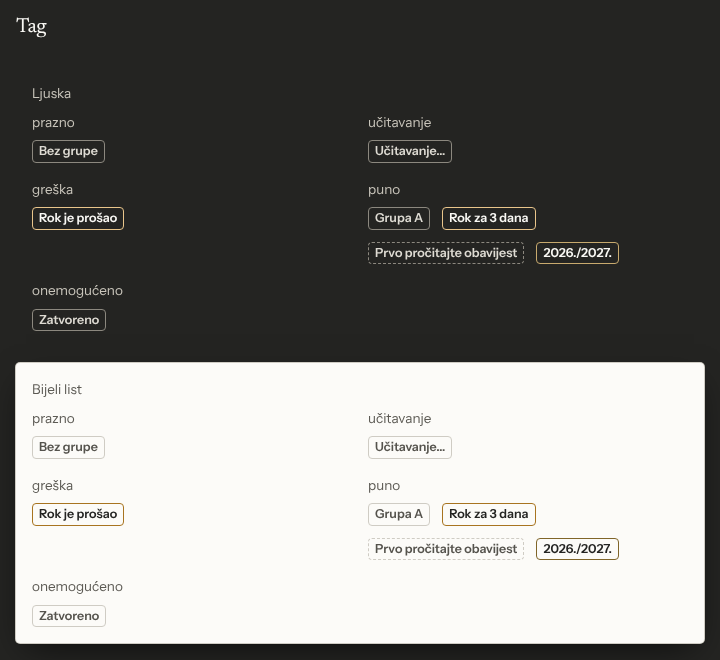 Tag
Ljuska
prazno
učitavanje
Bez grupe
Učitavanje…
greška
puno
Rok je prošao
Grupa A
Rok za 3 dana
Prvo pročitajte obavijest
2026./2027.
onemogućeno
Zatvoreno
Bijeli list
prazno
učitavanje
Bez grupe
Učitavanje…
greška
puno
Rok je prošao
Grupa A
Rok za 3 dana
Prvo pročitajte obavijest
2026./2027.
onemogućeno
Zatvoreno